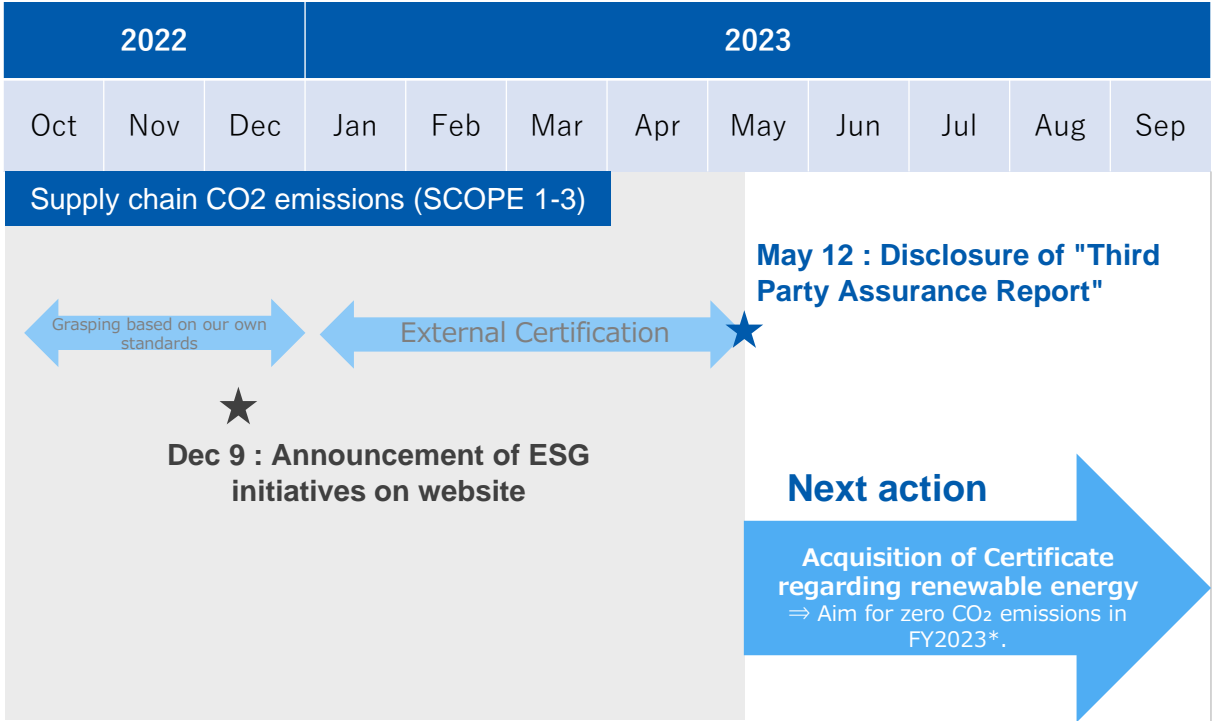 2022
2023
Oct
Nov
Dec
Jan
Feb
Mar
Apr
May
Jun
Jul
Aug
Sep
Supply chain CO2 emissions (SCOPE 1-3)
May 12 : Disclosure of "Third
Party Assurance Report"
Grasping based on our own
standards
External Certification
Dec 9 : Announcement of ESG
initiatives on website
Next action
Acquisition of Certificate
regarding renewable energy
⇒ Aim for zero CO₂ emissions in
FY2023*.